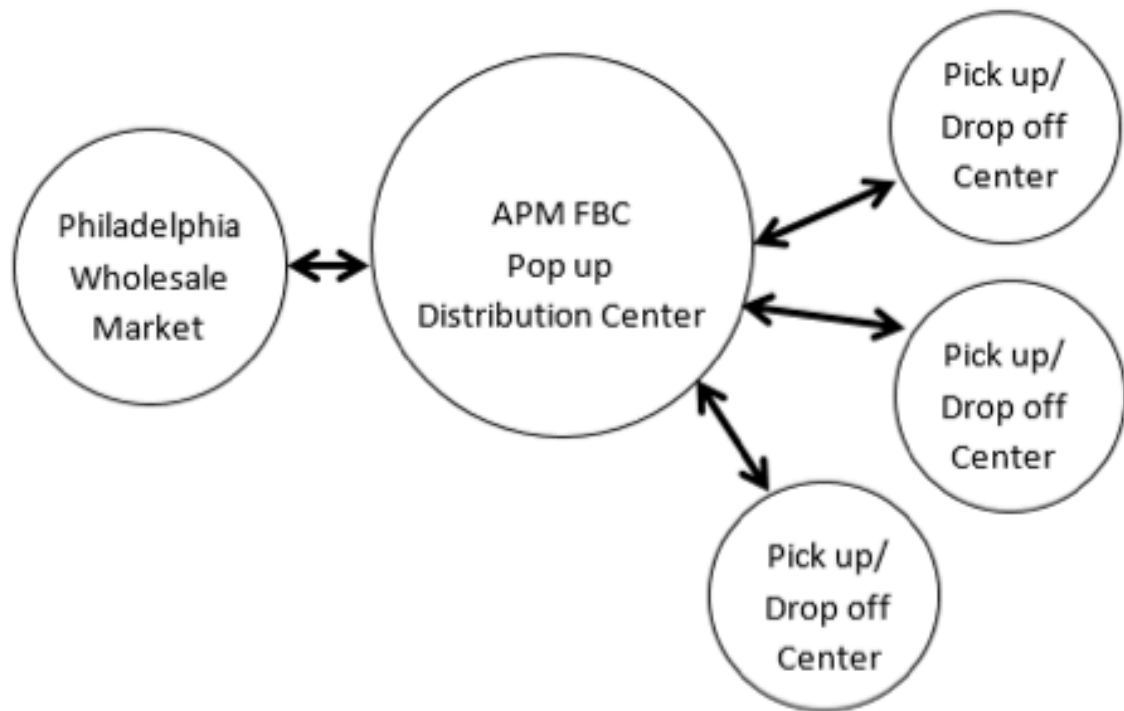 Philadelphia
Wholesale
Market
APM FBC
Pop up
Distribution Center
Pick up/
Drop off
Center
Pick up/
Drop off
Center
Pick up/
Drop off
Center